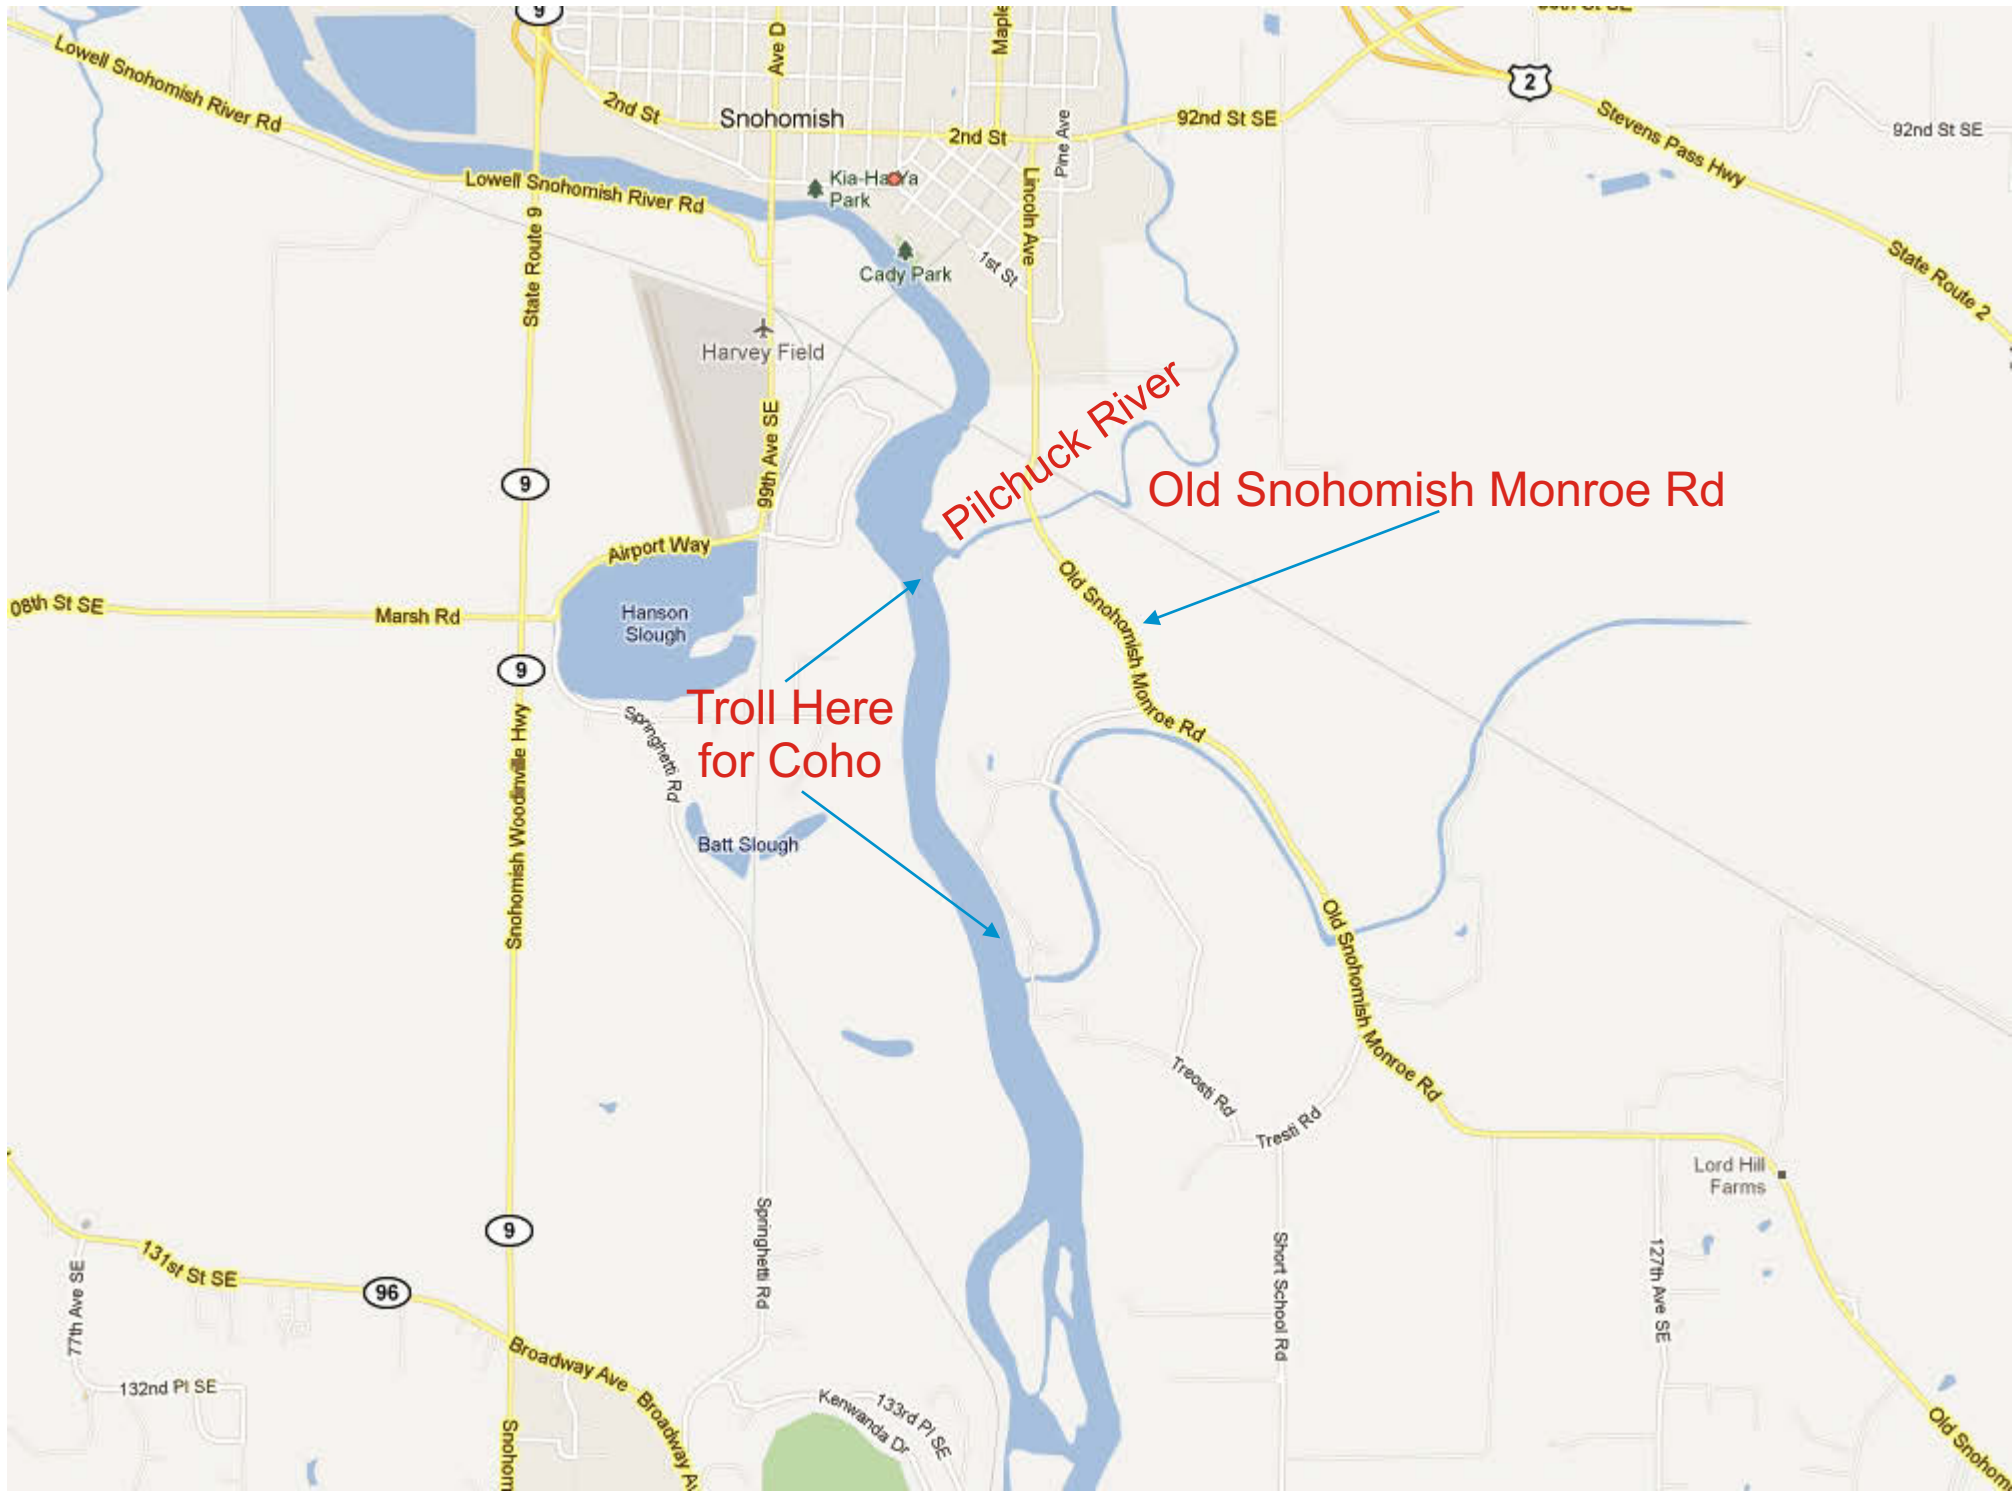 9
Lowell Snohomish River Rd
Ave D
Maple
2
2nd St
Snohomish
2nd St
Pine Ave
92nd St SE
Stevens Pass Hwy
92nd St SE
Lowell Snohomish River Rd
Kia-Ha-Ya
Park
Lincoln Ave
State Route 9
Cady Park
1st St
State Route 2
Harvey Field
99th Ave SE
Pilchuck River
9
Old Snohomish Monroe Rd
Airport Way
Old Snohomish Monroe Rd
08th St SE
Marsh Rd
Hanson
Slough
9
Troll Here
for Coho
Springhetti Rd
Snohomish Woodinville Hwy
Batt Slough
Old Snohomish Monroe Rd
Treosti Rd
Tresti Rd
Lord Hill
Farms
9
Springhetti Rd
Short School Rd
127th Ave SE
131st St SE
96
77th Ave SE
Broadway Ave
Broadway Av
132nd Pl SE
Kenwanda Dr
133rd Pl SE
Snohom
Old Snohom